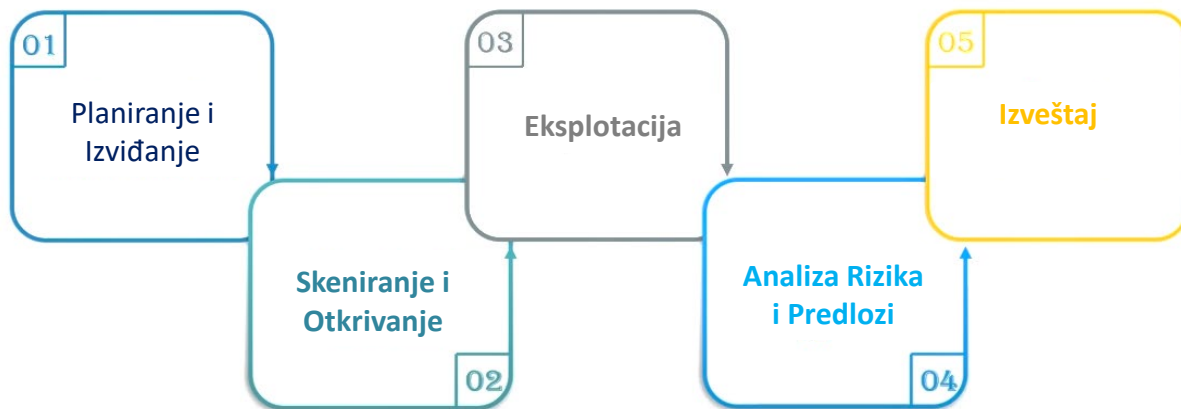 01
Planiranje i
Izviđanje
02
Skeniranje i
Otkrivanje
03
Eksplotacija
04
Analiza Rizika
i Predlozi
05
Izveštaj